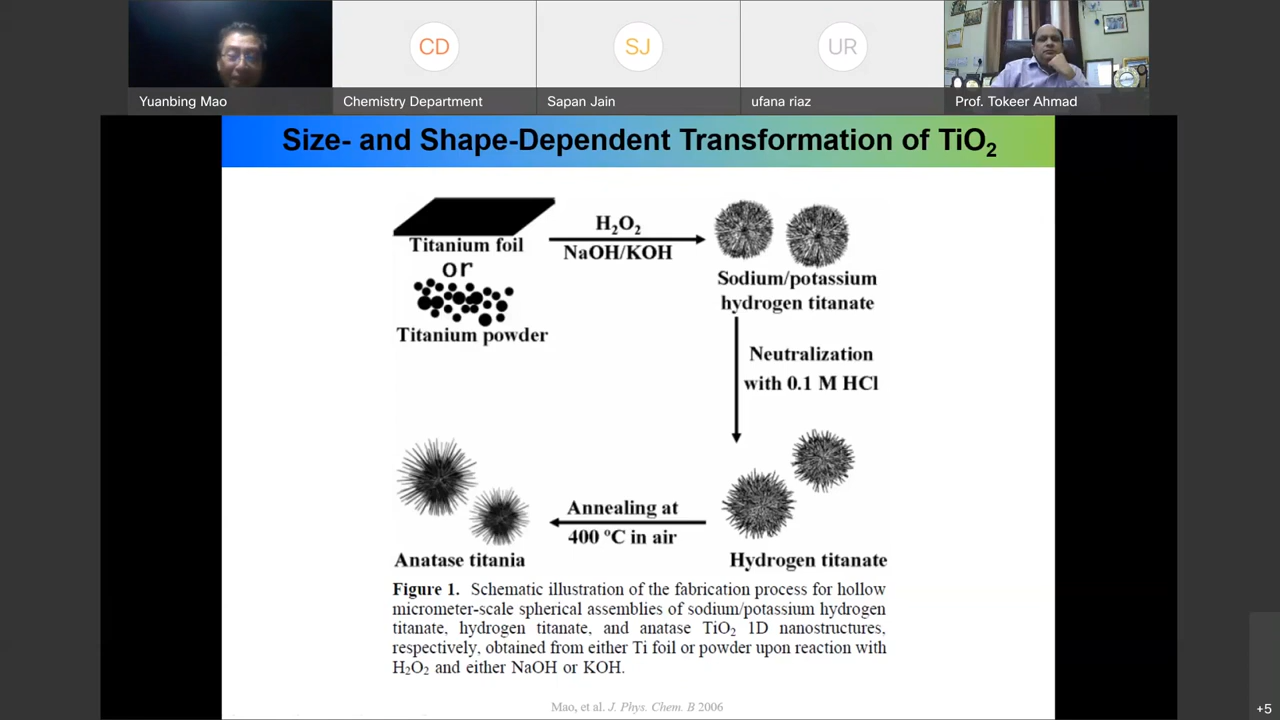 CD
SJ
UR
Yuanbing Mao
Chemistry Department
Sapan Jain
ufana riaz
Prof. Tokeer Ahmad
Size- and Shape-Dependent Transformation of TiO₂
Titanium foil
or
Titanium powder
H₂O₂
NaOH/KOH
Sodium/potassium
hydrogen titanate
Neutralization
with 0.1 M HCl
Hydrogen titanate
Annealing at
400 ºC in air
Anatase titania
Figure 1. Schematic illustration of the fabrication process for hollow
micrometer-scale spherical assemblies of sodium/potassium hydrogen
titanate, hydrogen titanate, and anatase TiO₂ 1D nanostructures,
respectively, obtained from either Ti foil or powder upon reaction with
H₂O₂ and either NaOH or KOH.
Mao, et al. J. Phys. Chem. B 2006
+5